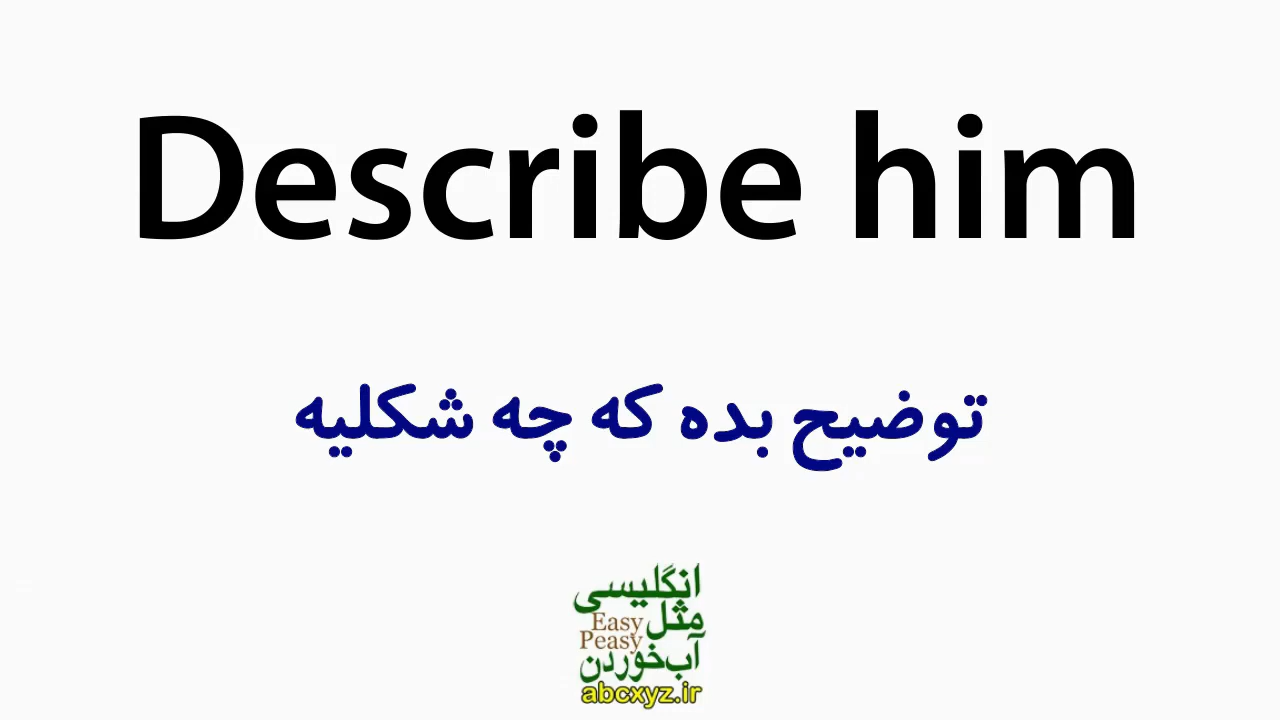 Describe him
توضیح بده که چه شکلیه
انگلیسی
مثل
Easy
Peasy
آب‌خوردن
abcxyz.ir